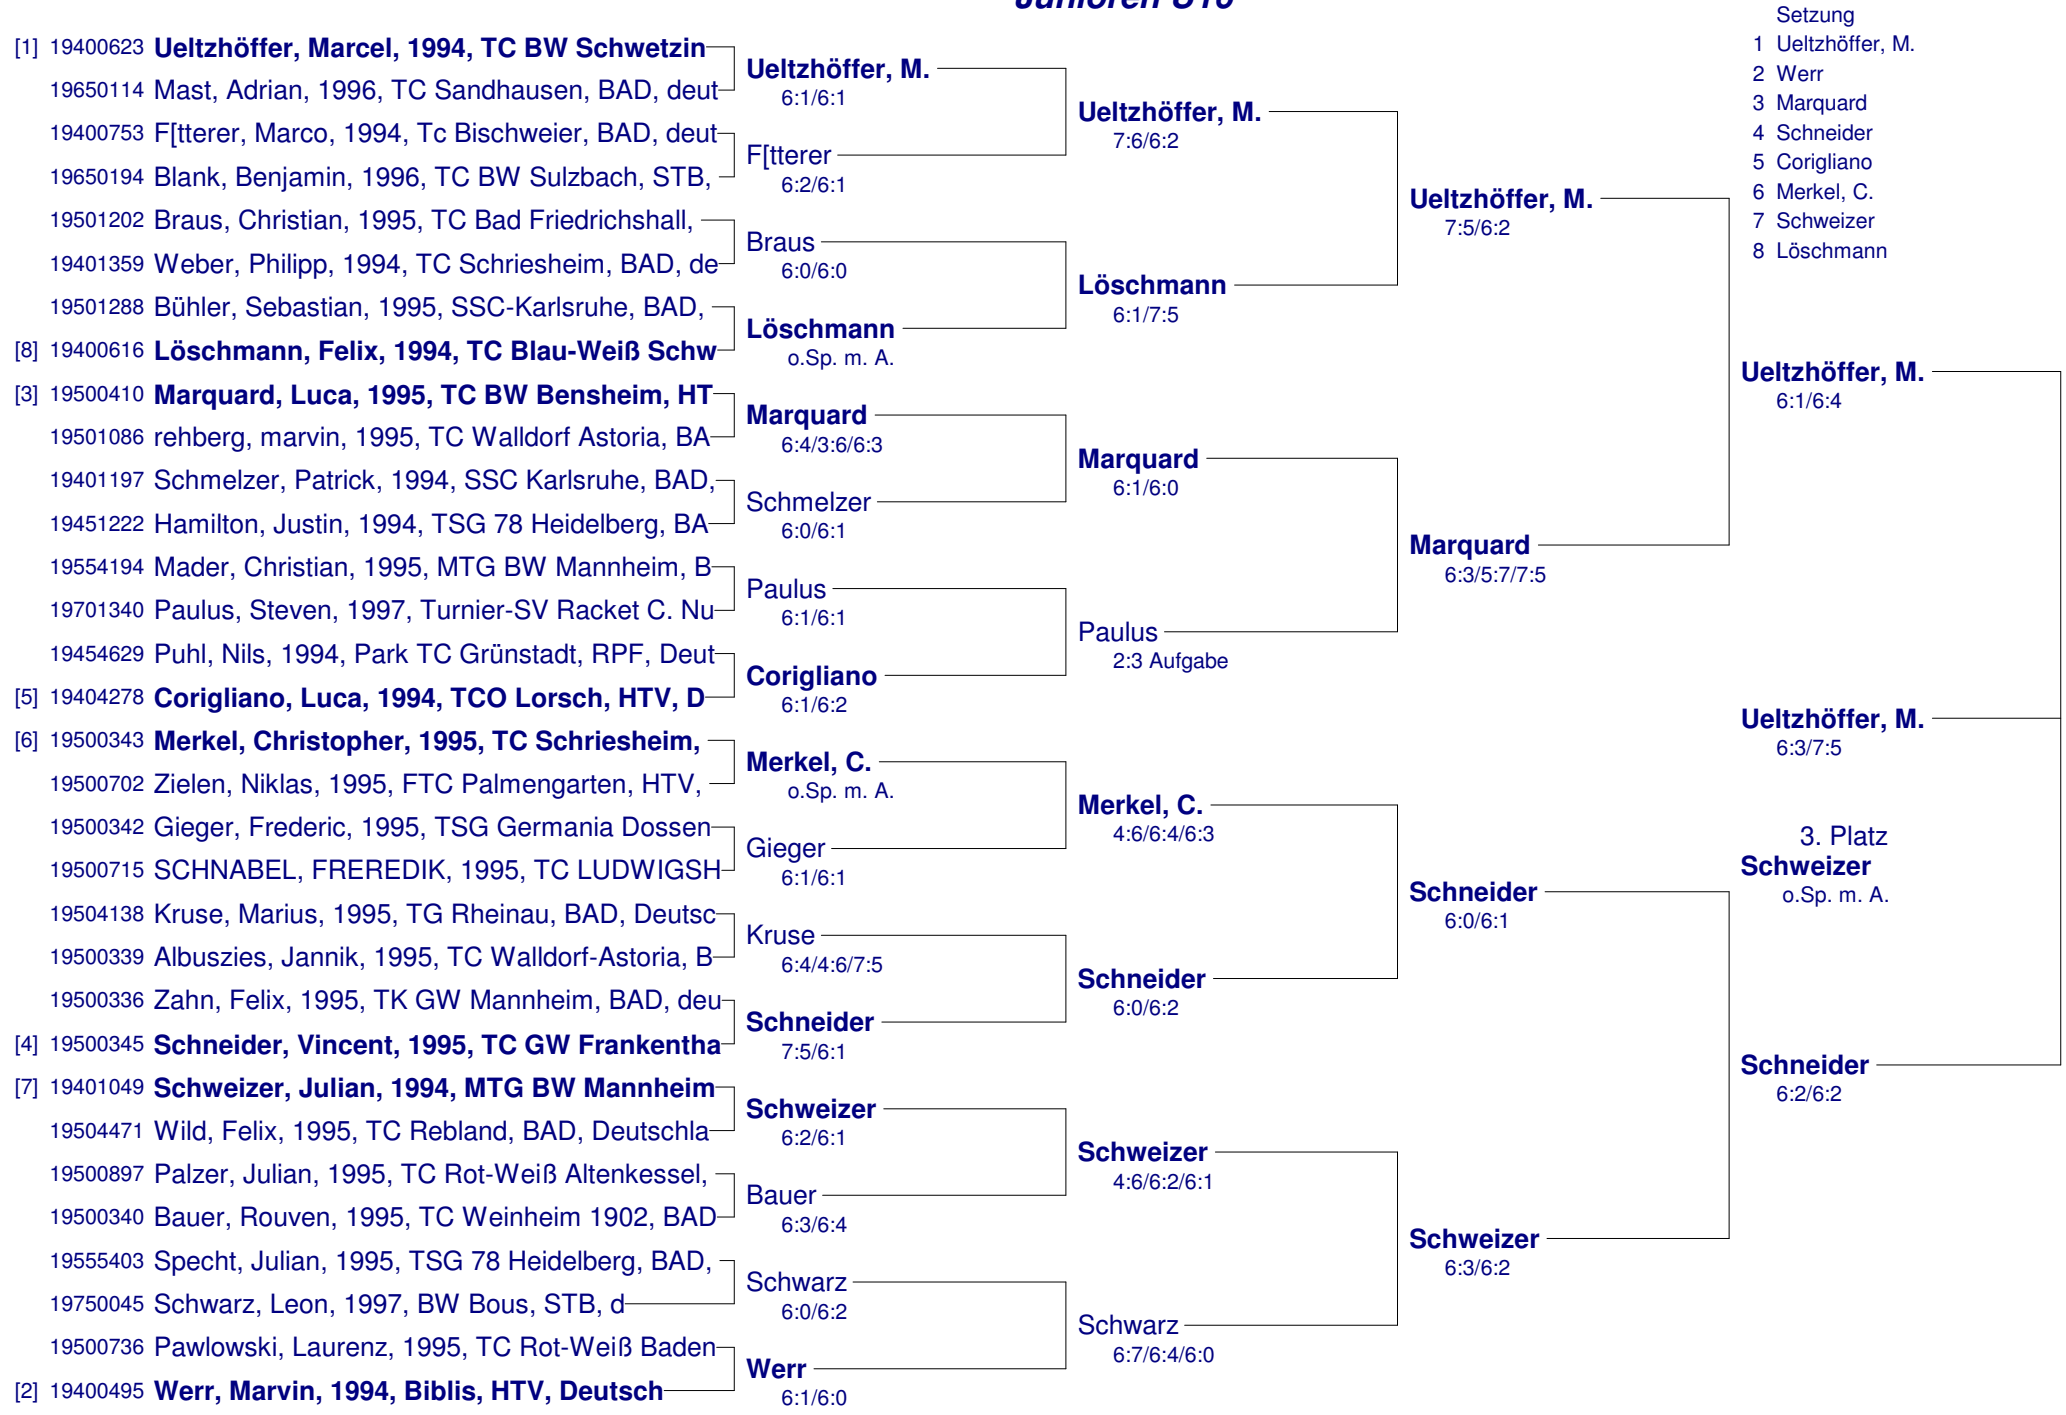 Junioren U16
Setzung
1 Ueltzhöffer, M.
2 Werr
3 Marquard
4 Schneider
5 Corigliano
6 Merkel, C.
7 Schweizer
8 Löschmann
[1] 19400623 Ueltzhöffer, Marcel, 1994, TC BW Schwetzin
19650114 Mast, Adrian, 1996, TC Sandhausen, BAD, deut
19400753 F[tterer, Marco, 1994, Tc Bischweier, BAD, deut
19650194 Blank, Benjamin, 1996, TC BW Sulzbach, STB,
19501202 Braus, Christian, 1995, TC Bad Friedrichshall,
19401359 Weber, Philipp, 1994, TC Schriesheim, BAD, de
19501288 Bühler, Sebastian, 1995, SSC-Karlsruhe, BAD,
[8] 19400616 Löschmann, Felix, 1994, TC Blau-Weiß Schw
[3] 19500410 Marquard, Luca, 1995, TC BW Bensheim, HT
19501086 rehberg, marvin, 1995, TC Walldorf Astoria, BA
19401197 Schmelzer, Patrick, 1994, SSC Karlsruhe, BAD,
19451222 Hamilton, Justin, 1994, TSG 78 Heidelberg, BA
19554194 Mader, Christian, 1995, MTG BW Mannheim, B
19701340 Paulus, Steven, 1997, Turnier-SV Racket C. Nu
19454629 Puhl, Nils, 1994, Park TC Grünstadt, RPF, Deut
[5] 19404278 Corigliano, Luca, 1994, TCO Lorsch, HTV, D
[6] 19500343 Merkel, Christopher, 1995, TC Schriesheim,
19500702 Zielen, Niklas, 1995, FTC Palmengarten, HTV,
19500342 Gieger, Frederic, 1995, TSG Germania Dossen
19500715 SCHNABEL, FREREDIK, 1995, TC LUDWIGSH
19504138 Kruse, Marius, 1995, TG Rheinau, BAD, Deutsc
19500339 Albuszies, Jannik, 1995, TC Walldorf-Astoria, B
19500336 Zahn, Felix, 1995, TK GW Mannheim, BAD, deu
[4] 19500345 Schneider, Vincent, 1995, TC GW Frankentha
[7] 19401049 Schweizer, Julian, 1994, MTG BW Mannheim
19504471 Wild, Felix, 1995, TC Rebland, BAD, Deutschla
19500897 Palzer, Julian, 1995, TC Rot-Weiß Altenkessel,
19500340 Bauer, Rouven, 1995, TC Weinheim 1902, BAD
19555403 Specht, Julian, 1995, TSG 78 Heidelberg, BAD,
19750045 Schwarz, Leon, 1997, BW Bous, STB, d
19500736 Pawlowski, Laurenz, 1995, TC Rot-Weiß Baden
[2] 19400495 Werr, Marvin, 1994, Biblis, HTV, Deutsch
Ueltzhöffer, M.
6:1/6:1
F[tterer
6:2/6:1
Braus
6:0/6:0
Löschmann
o.Sp. m. A.
Marquard
6:4/3:6/6:3
Schmelzer
6:0/6:1
Paulus
6:1/6:1
Corigliano
6:1/6:2
Merkel, C.
o.Sp. m. A.
Gieger
6:1/6:1
Kruse
6:4/4:6/7:5
Schneider
7:5/6:1
Schweizer
6:2/6:1
Bauer
6:3/6:4
Schwarz
6:0/6:2
Werr
6:1/6:0
Ueltzhöffer, M.
7:6/6:2
Löschmann
6:1/7:5
Marquard
6:1/6:0
Paulus
2:3 Aufgabe
Merkel, C.
4:6/6:4/6:3
Schneider
6:0/6:2
Schweizer
4:6/6:2/6:1
Schwarz
6:7/6:4/6:0
Ueltzhöffer, M.
7:5/6:2
Marquard
6:3/5:7/7:5
Schneider
6:0/6:1
Schweizer
6:3/6:2
Ueltzhöffer, M.
6:1/6:4
Ueltzhöffer, M.
6:3/7:5
3. Platz
Schweizer
o.Sp. m. A.
Schneider
6:2/6:2